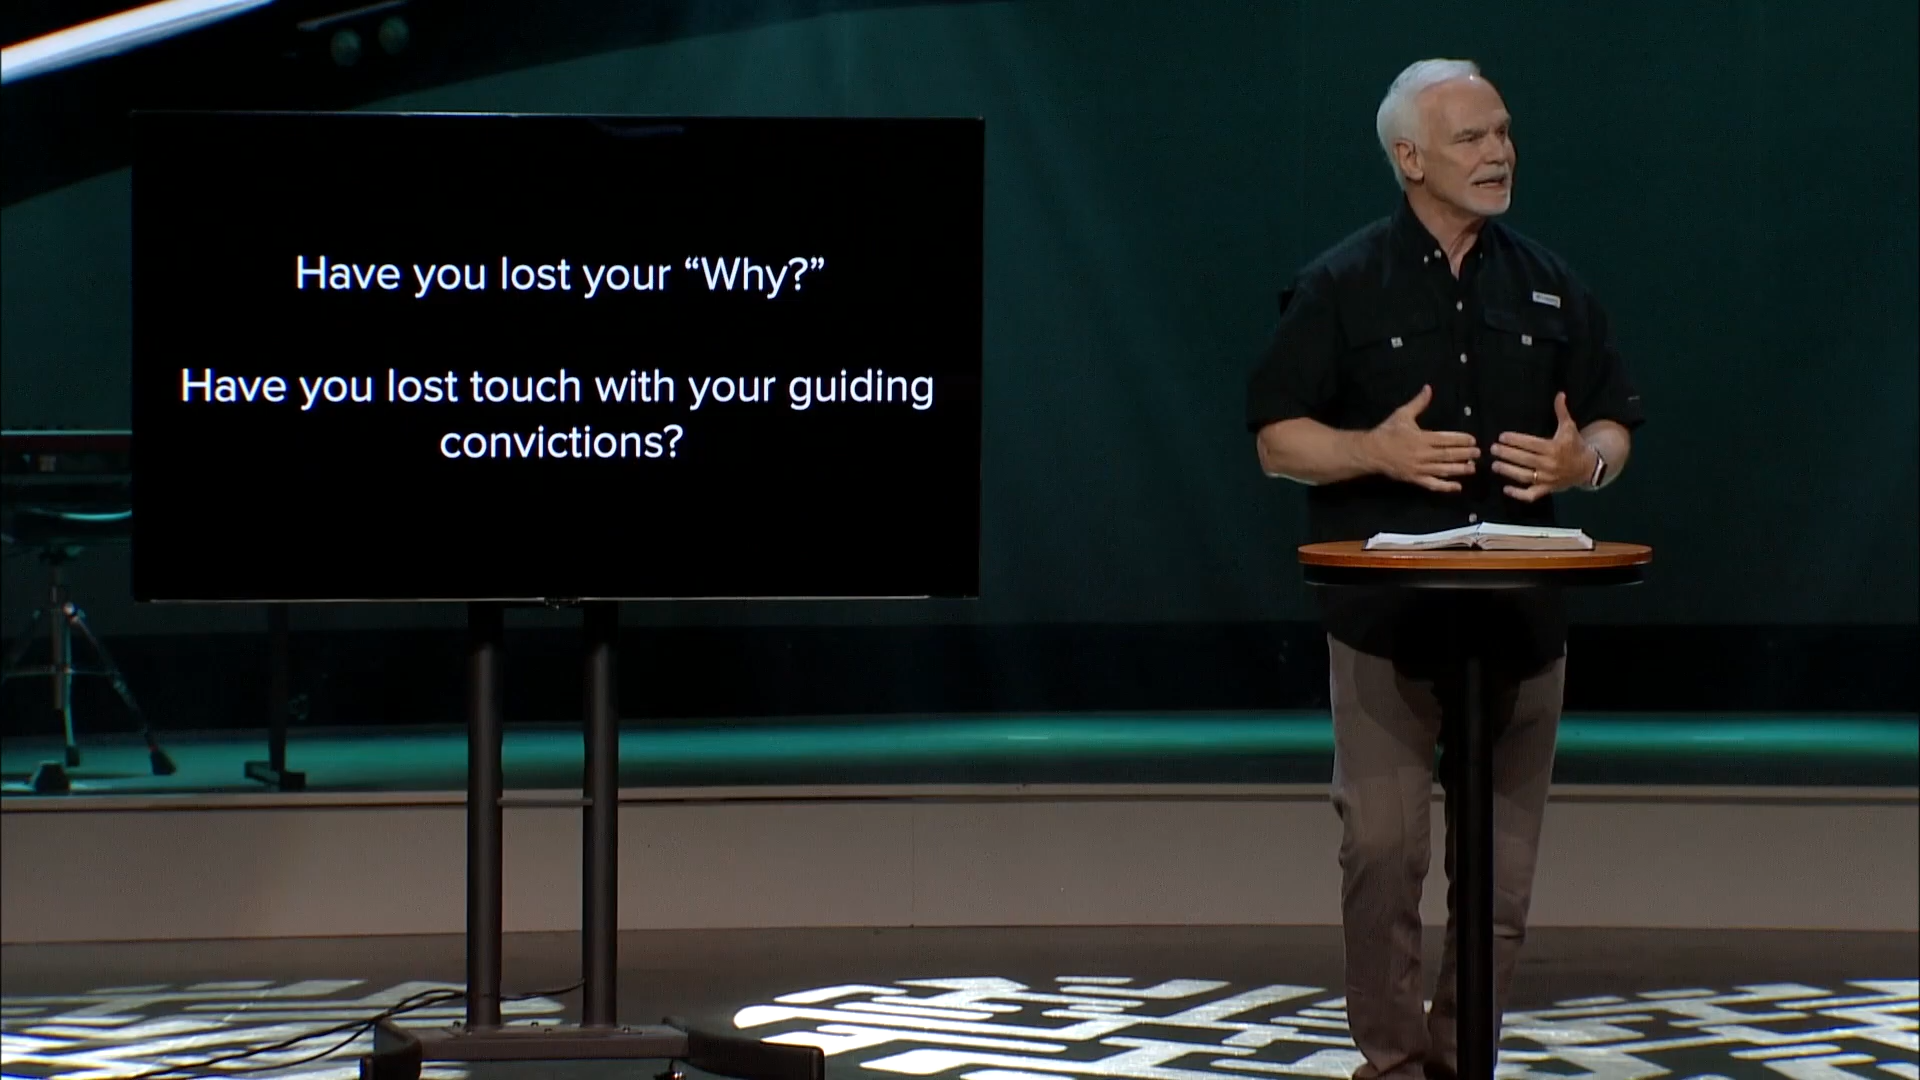 Have you lost your “Why?”
Have you lost touch with your guiding
convictions?